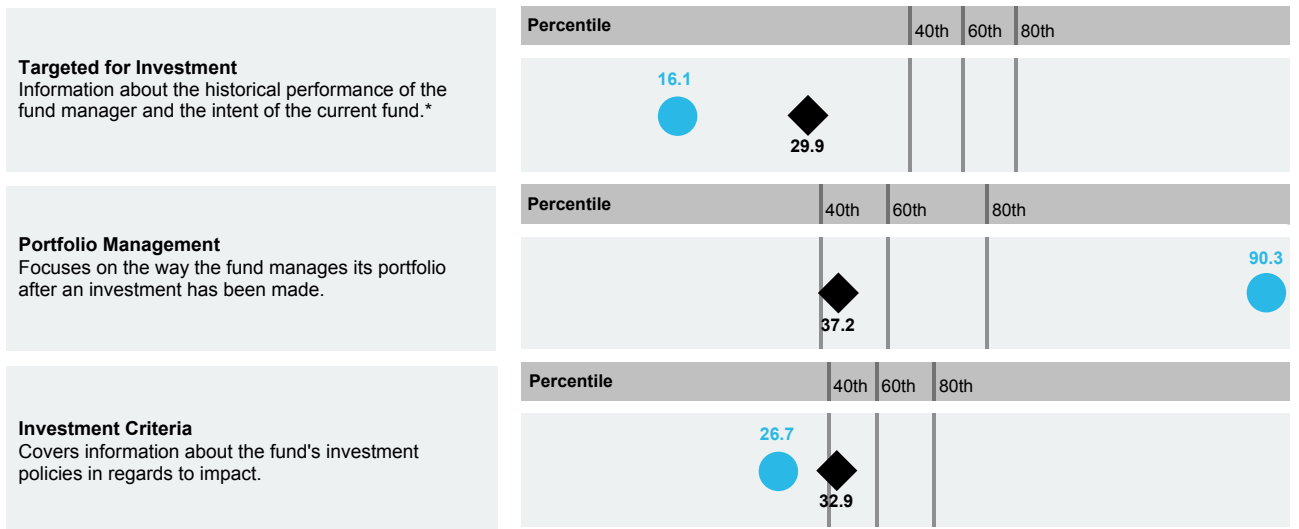 Targeted for Investment
Information about the historical performance of the
fund manager and the intent of the current fund.*
Percentile 40th 60th 80th
16.1
29.9
Portfolio Management
Focuses on the way the fund manages its portfolio
after an investment has been made.
Percentile 40th 60th 80th
90.3
37.2
Investment Criteria
Covers information about the fund's investment
policies in regards to impact.
Percentile 40th 60th 80th
26.7
32.9